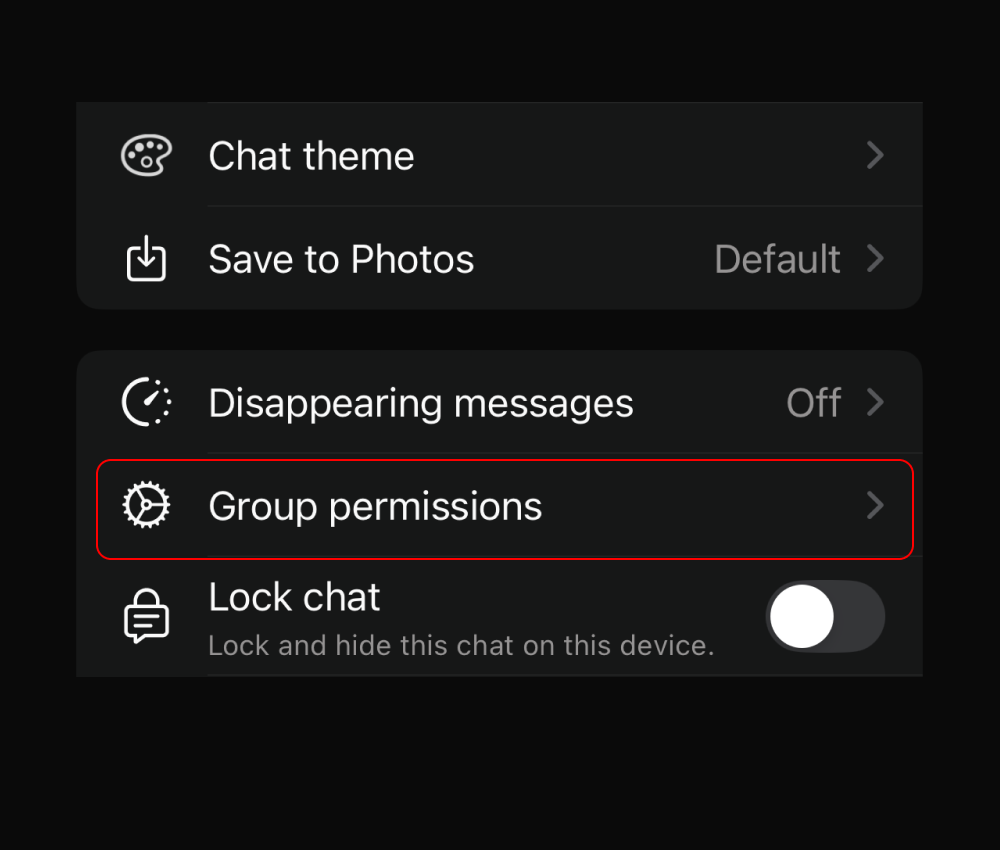 Chat theme
Save to Photos Default
Disappearing messages Off
Group permissions
Lock chat
Lock and hide this chat on this device.